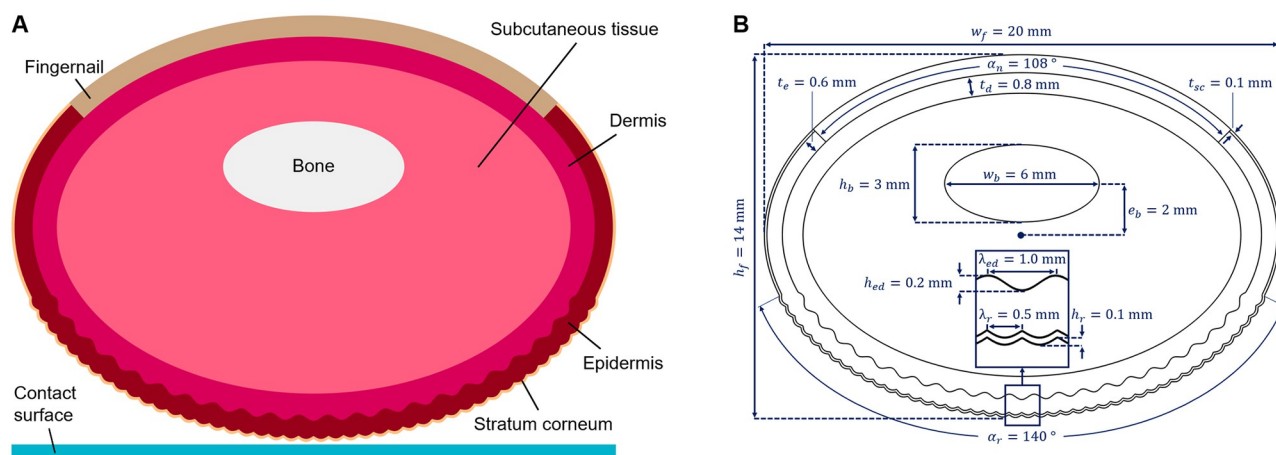 A
Subcutaneous tissue
Fingernail
Dermis
Bone
Epidermis
Contact
surface
Stratum corneum
B
w_f = 20 mm
α_n = 108 °
t_e = 0.6 mm
t_d = 0.8 mm
t_sc = 0.1 mm
h_b = 3 mm
w_b = 6 mm
e_b = 2 mm
h_f = 14 mm
λ_ed = 1.0 mm
h_ed = 0.2 mm
λ_r = 0.5 mm
h_r = 0.1 mm
α_r = 140 °